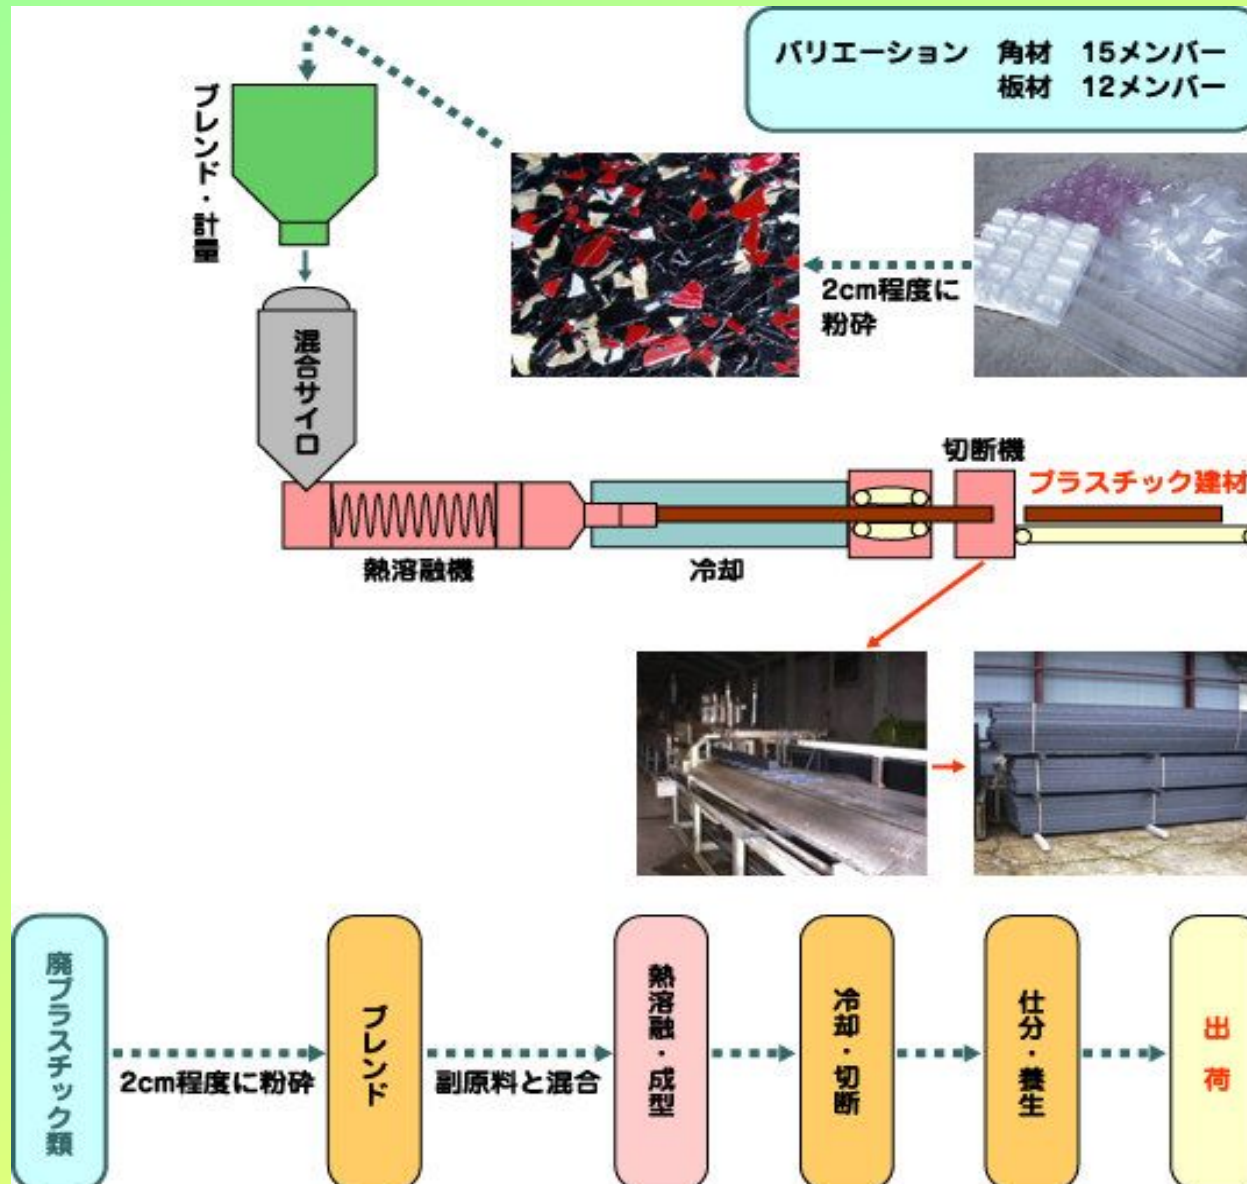 バリエーション 角材 15メンバー
板材 12メンバー
ブレンド・計量
2cm程度に
粉砕
混合サイロ
切断機
プラスチック建材
熱溶融機
冷却
廃プラスチック類
2cm程度に粉砕
ブレンド
副原料と混合
熱溶融・成型
冷却・切断
仕分・養生
出荷